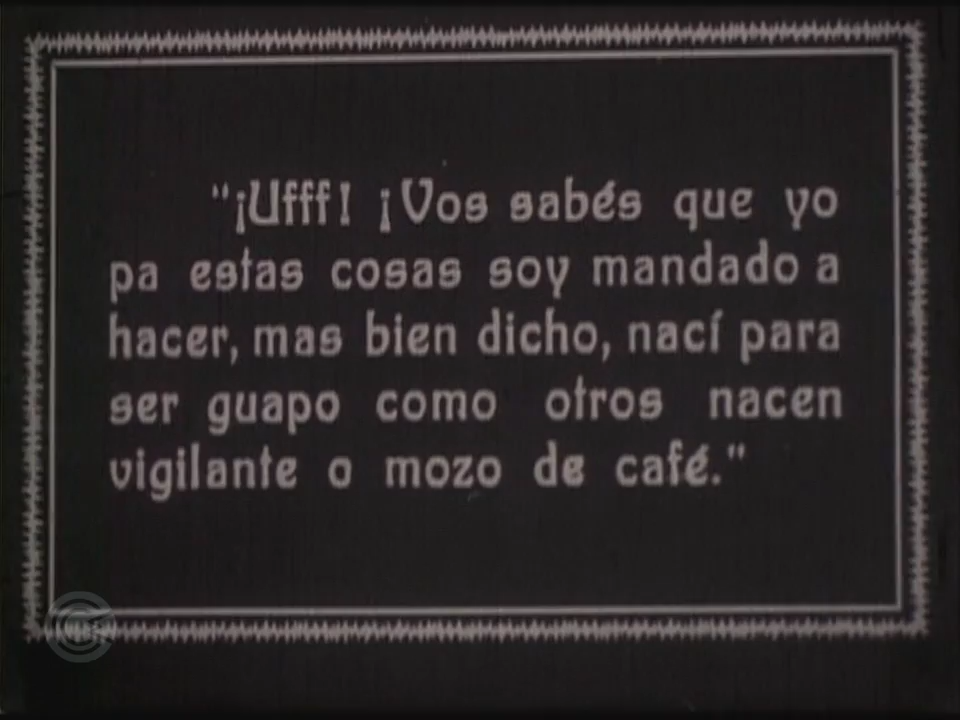 "¡Ufff! ¡Vos sabés que yo
pa estas cosas soy mandado a
hacer, mas bien dicho, nací para
ser guapo como otros nacen
vigilante o mozo de café."